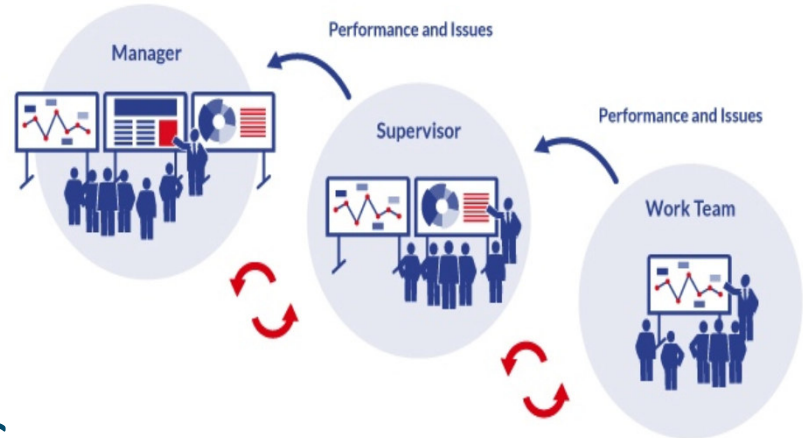 Manager
Performance and Issues
Supervisor
Performance and Issues
Work Team